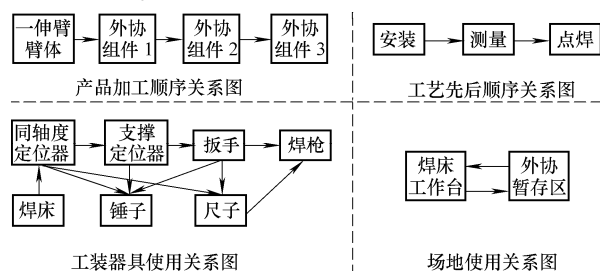 一伸臂
臂体
外协
组件1
外协
组件2
外协
组件3
产品加工顺序关系图
安装
测量
点焊
工艺先后顺序关系图
同轴度
定位器
支撑
定位器
扳手
焊枪
焊床
锤子
尺子
工装器具使用关系图
焊床
工作台
外协
暂存区
场地使用关系图